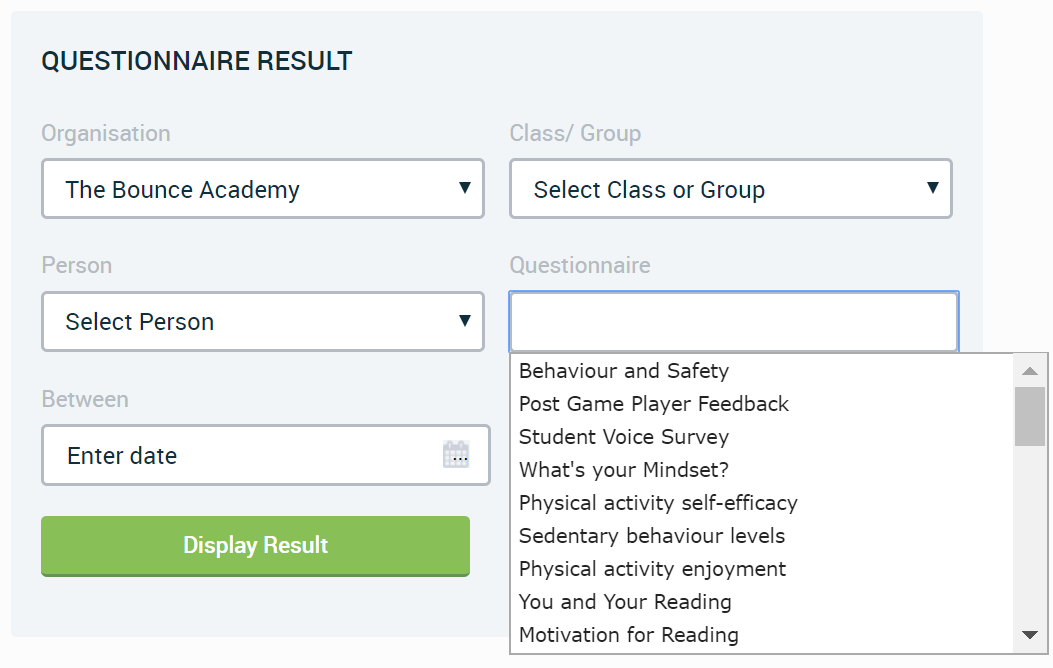 QUESTIONNAIRE RESULT
Organisation
Class/ Group
The Bounce Academy
Select Class or Group
Person
Questionnaire
Select Person
Between
Enter date
Display Result
Behaviour and Safety
Post Game Player Feedback
Student Voice Survey
What's your Mindset?
Physical activity self-efficacy
Sedentary behaviour levels
Physical activity enjoyment
You and Your Reading
Motivation for Reading